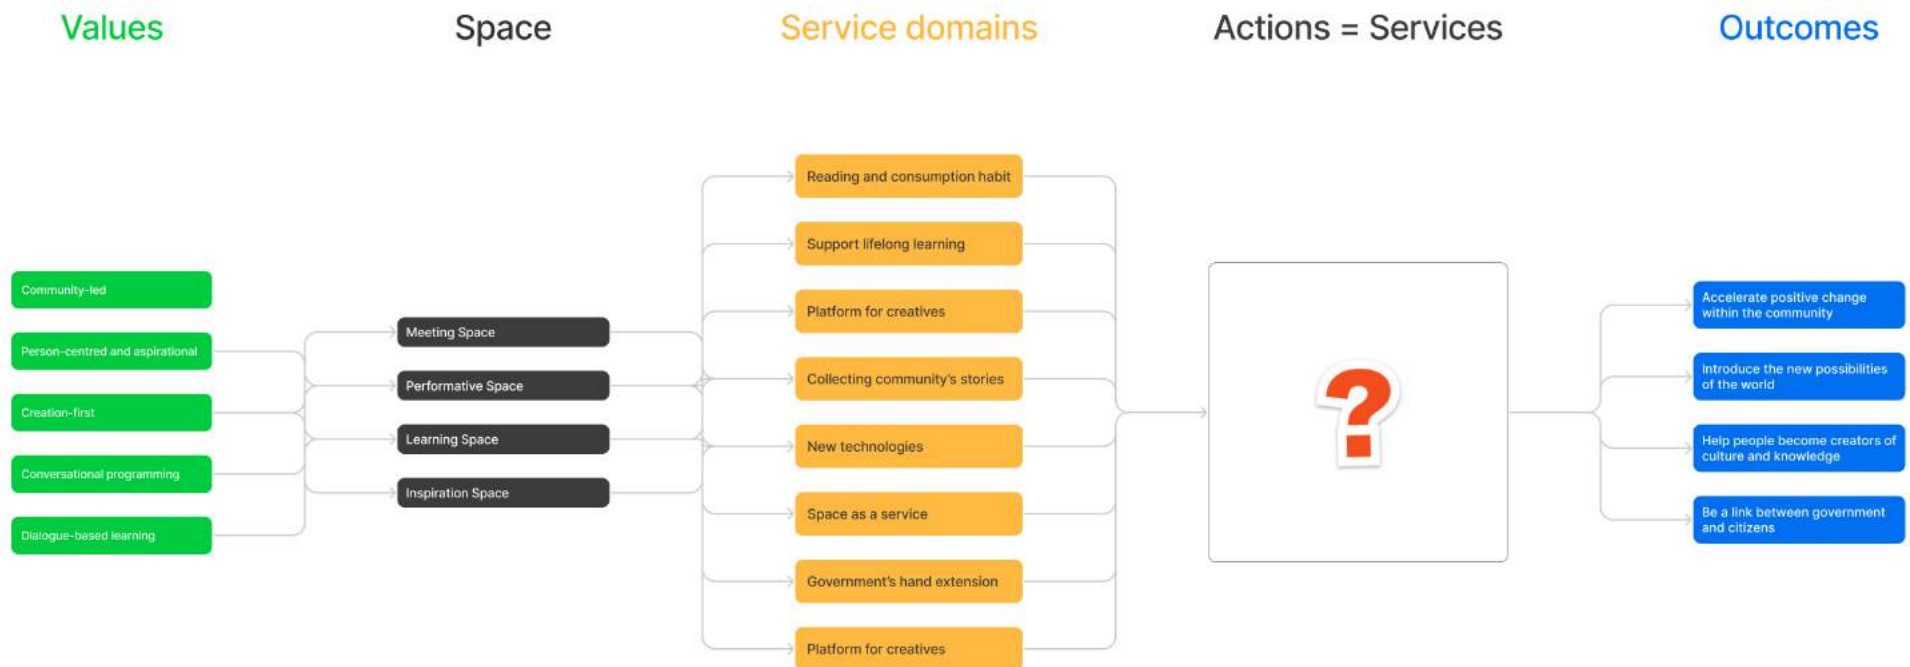 Values
Space
Service domains
Actions = Services
Outcomes
Community-led
Person-centred and aspirational
Creation-first
Conversational programming
Dialogue-based learning
Meeting Space
Performative Space
Learning Space
Inspiration Space
Reading and consumption habit
Support lifelong learning
Platform for creatives
Collecting community's stories
New technologies
Space as a service
Government's hand extension
Platform for creatives
?
Accelerate positive change
within the community
Introduce the new possibilities
of the world
Help people become creators of
culture and knowledge
Be a link between government
and citizens